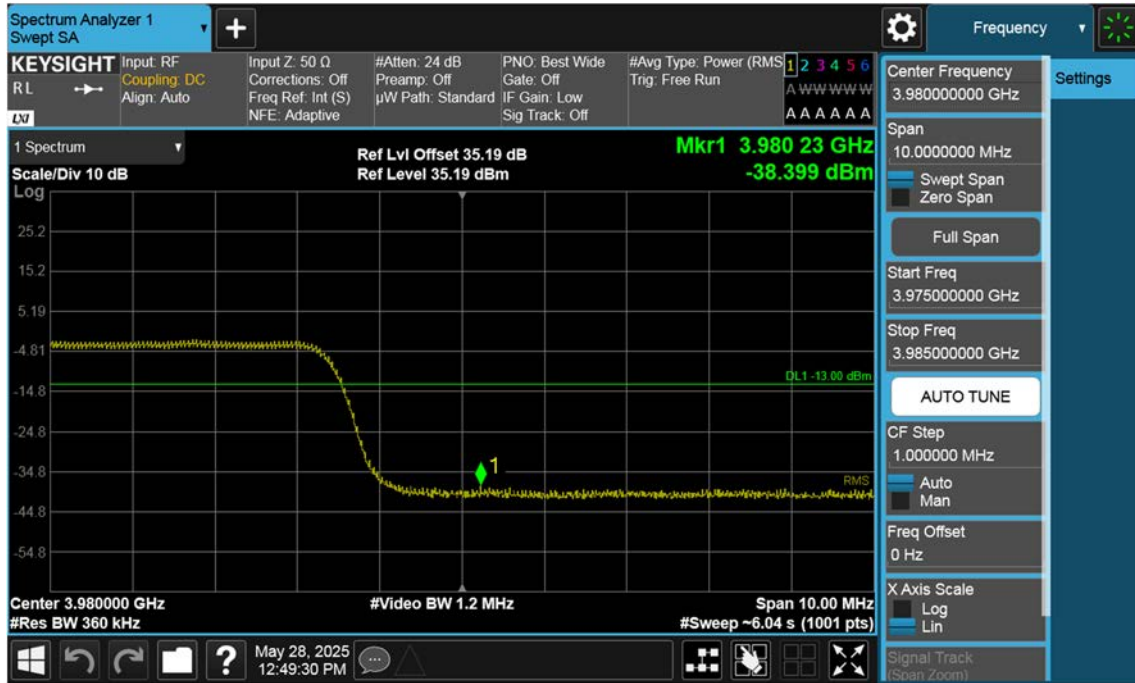 Spectrum Analyzer 1
Swept SA
Frequency
KEYSIGHT
RL
LXI
Input: RF
Coupling: DC
Align: Auto
Input Z: 50 Ω
Corrections: Off
Freq Ref: Int (S)
NFE: Adaptive
#Atten: 24 dB
Preamp: Off
µW Path: Standard
PNO: Best Wide
Gate: Off
IF Gain: Low
Sig Track: Off
#Avg Type: Power (RMS
Trig: Free Run
1 2 3 4 5 6
A W W W W W
A A A A A A
1 Spectrum
Scale/Div 10 dB
Ref Lvl Offset 35.19 dB
Ref Level 35.19 dBm
Mkr1 3.980 23 GHz
-38.399 dBm
Log
25.2
15.2
5.19
-4.81
-14.8
-24.8
-34.8
-44.8
-54.8
DL1 -13.00 dBm
1
RMS
Center 3.980000 GHz
#Video BW 1.2 MHz
Span 10.00 MHz
#Res BW 360 kHz
#Sweep ~6.04 s (1001 pts)
Center Frequency
3.980000000 GHz
Settings
Span
10.0000000 MHz
Swept Span
Zero Span
Full Span
Start Freq
3.975000000 GHz
Stop Freq
3.985000000 GHz
AUTO TUNE
CF Step
1.000000 MHz
Auto
Man
Freq Offset
0 Hz
X Axis Scale
Log
Lin
Signal Track
(Span Zoom)
?
May 28, 2025
12:49:30 PM